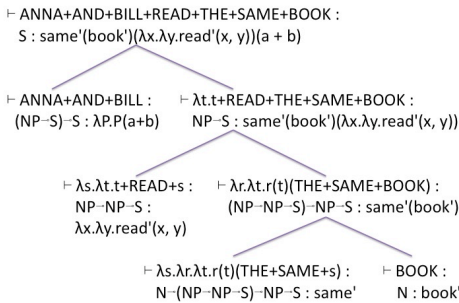 ⊢ ANNA+AND+BILL+READ+THE+SAME+BOOK :
S : same'(book')(λx.λy.read'(x, y))(a + b)
⊢ ANNA+AND+BILL :
(NP→S)→S : λP.P(a+b)
⊢ λt.t+READ+THE+SAME+BOOK :
NP→S : same'(book')(λx.λy.read'(x, y))
⊢ λs.λt.t+READ+s :
NP→NP→S :
λx.λy.read'(x, y)
⊢ λr.λt.r(t)(THE+SAME+BOOK) :
(NP→NP→S)→NP→S : same'(book')
⊢ λs.λr.λt.r(t)(THE+SAME+s) :
N→(NP→NP→S)→NP→S : same'
⊢ BOOK :
N : book'